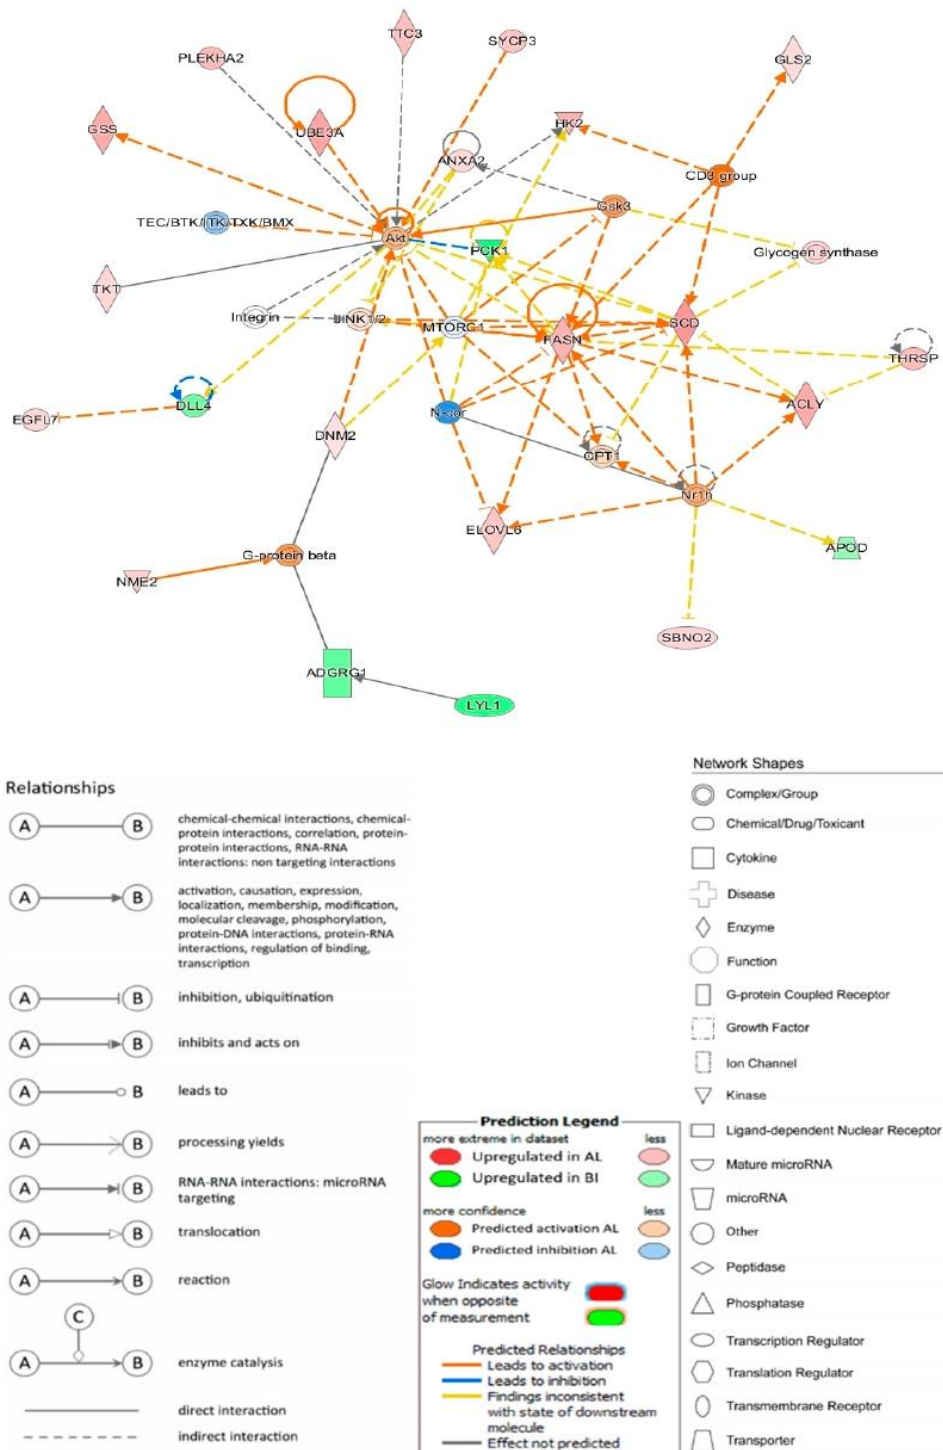 TTC3
SYCP3
PLEKHA2
GLS2
GSS
UBE3A
HK2
ANXA2
CD3 group
Gsk3
TEC/BTK/ITK/TXK/BMX
Akt
PCK1
Glycogen synthase
TKT
Integrin
JINK1/2
MTORC1
FASN
SCD
THRSP
EGFL7
DLL4
DNM2
N-cor
ACLY
CPT1
Nr1h
ELOVL6
APOD
G-protein beta
NME2
SBNO2
ADGRG1
LYL1
Relationships
A B chemical-chemical interactions, chemical-
protein interactions, correlation, protein-
protein interactions, RNA-RNA
interactions: non targeting interactions
A B activation, causation, expression,
localization, membership, modification,
molecular cleavage, phosphorylation,
protein-DNA interactions, protein-RNA
interactions, regulation of binding,
transcription
A B inhibition, ubiquitination
A B inhibits and acts on
A B leads to
A B processing yields
A B RNA-RNA interactions: microRNA
targeting
A B translocation
A B reaction
C
A B enzyme catalysis
direct interaction
indirect interaction
Prediction Legend
more extreme in dataset less
Upregulated in AL
Upregulated in BI
more confidence less
Predicted activation AL
Predicted inhibition AL
Glow Indicates activity
when opposite
of measurement
Predicted Relationships
Leads to activation
Leads to inhibition
Findings inconsistent
with state of downstream
molecule
Effect not predicted
Network Shapes
Complex/Group
Chemical/Drug/Toxicant
Cytokine
Disease
Enzyme
Function
G-protein Coupled Receptor
Growth Factor
Ion Channel
Kinase
Ligand-dependent Nuclear Receptor
Mature microRNA
microRNA
Other
Peptidase
Phosphatase
Transcription Regulator
Translation Regulator
Transmembrane Receptor
Transporter